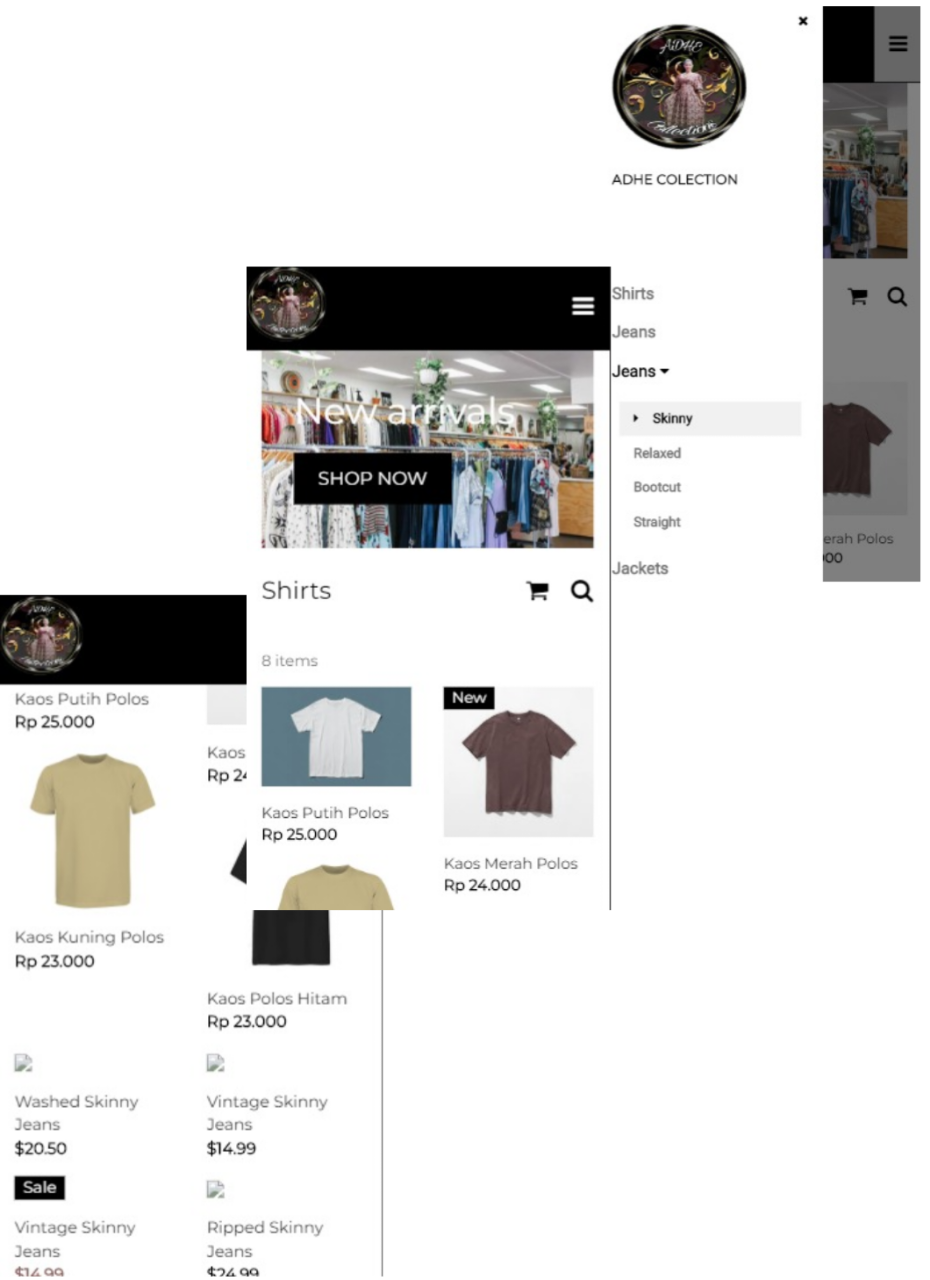 ADHE
Collections
ADHE COLECTION
Shirts
Jeans
Jeans
Skinny
Relaxed
Bootcut
Straight
Jackets
erah Polos
00
New arrivals
SHOP NOW
Shirts
8 items
New
Kaos Putih Polos
Rp 25.000
Kaos Merah Polos
Rp 24.000
Kaos Putih Polos
Rp 25.000
Kaos
Rp 24
Kaos Kuning Polos
Rp 23.000
Kaos Polos Hitam
Rp 23.000
Washed Skinny
Jeans
$20.50
Vintage Skinny
Jeans
$14.99
Sale
Vintage Skinny
Jeans
$14.99
Ripped Skinny
Jeans
$24.99